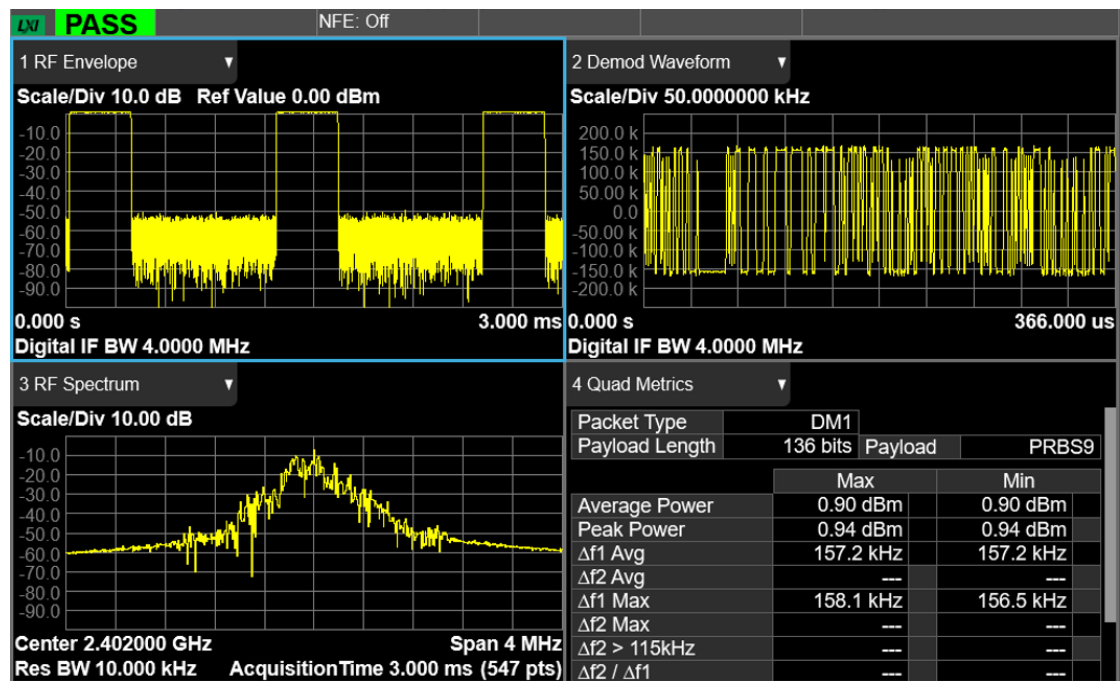 LXI PASS NFE: Off
1 RF Envelope ▼
Scale/Div 10.0 dB Ref Value 0.00 dBm
-10.0
-20.0
-30.0
-40.0
-50.0
-60.0
-70.0
-80.0
-90.0
0.000 s 3.000 ms
Digital IF BW 4.0000 MHz
2 Demod Waveform ▼
Scale/Div 50.0000000 kHz
200.0 k
150.0 k
100.0 k
50.00 k
0.0
-50.00 k
-100.0 k
-150.0 k
-200.0 k
0.000 s 366.000 us
Digital IF BW 4.0000 MHz
3 RF Spectrum ▼
Scale/Div 10.00 dB
-10.0
-20.0
-30.0
-40.0
-50.0
-60.0
-70.0
-80.0
-90.0
Center 2.402000 GHz Span 4 MHz
Res BW 10.000 kHz AcquisitionTime 3.000 ms (547 pts)
4 Quad Metrics ▼
Packet Type DM1
Payload Length 136 bits Payload PRBS9
Max Min
Average Power 0.90 dBm 0.90 dBm
Peak Power 0.94 dBm 0.94 dBm
Δf1 Avg 157.2 kHz 157.2 kHz
Δf2 Avg --- ---
Δf1 Max 158.1 kHz 156.5 kHz
Δf2 Max --- ---
Δf2 > 115kHz --- ---
Δf2 / Δf1 --- ---